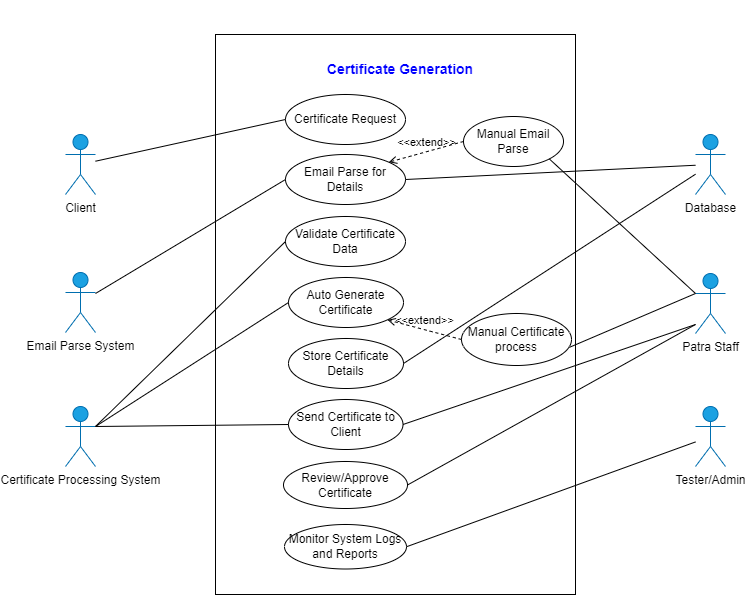 Certificate Generation
Certificate Request
<<extend>>
Manual Email
Parse
Email Parse for
Details
Client
Database
Validate Certificate
Data
Auto Generate
Certificate
<<extend>>
Manual Certificate
process
Email Parse System
Patra Staff
Store Certificate
Details
Send Certificate to
Client
Certificate Processing System
Review/Approve
Certificate
Tester/Admin
Monitor System Logs
and Reports